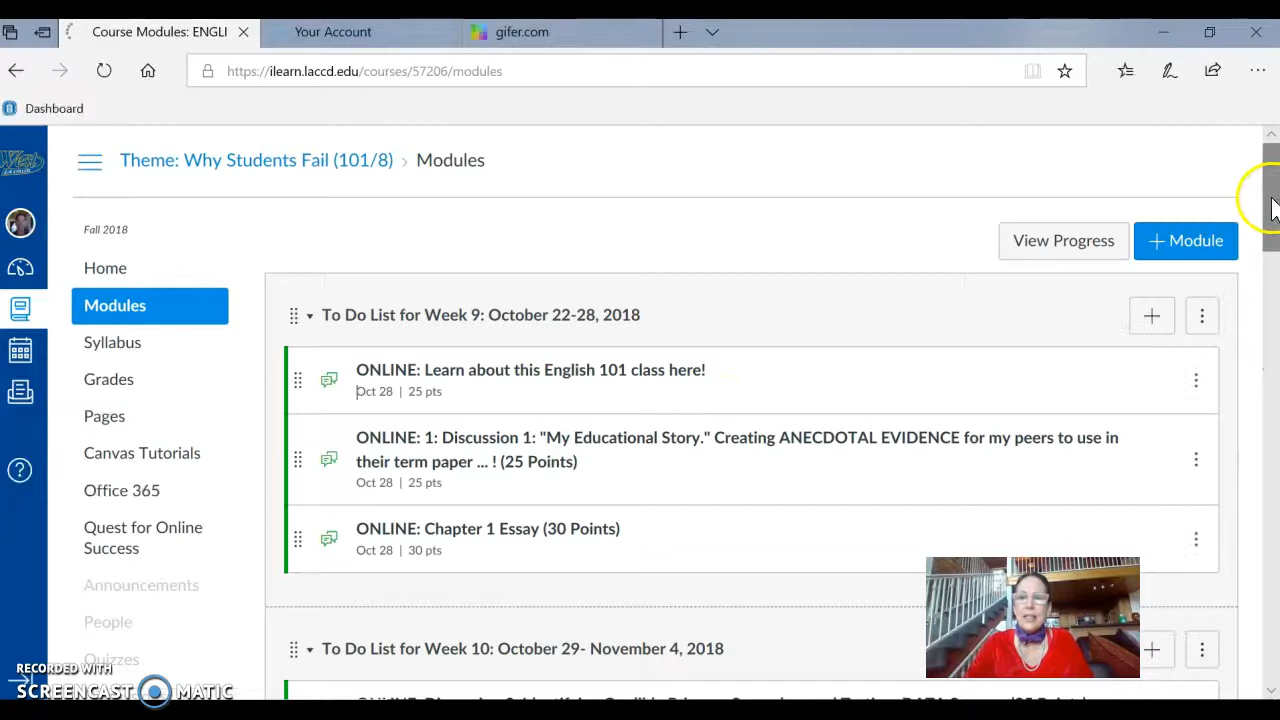 Course Modules: ENGLI
Your Account
gifer.com
https://ilearn.laccd.edu/courses/57206/modules
Dashboard
West
Theme: Why Students Fail (101/8) › Modules
Fall 2018
View Progress
+ Module
Home
Modules
Syllabus
Grades
Pages
Canvas Tutorials
Office 365
Quest for Online
Success
Announcements
People
Quizzes
To Do List for Week 9: October 22-28, 2018
ONLINE: Learn about this English 101 class here!
Oct 28 | 25 pts
ONLINE: 1: Discussion 1: "My Educational Story." Creating ANECDOTAL EVIDENCE for my peers to use in
their term paper ... ! (25 Points)
Oct 28 | 25 pts
ONLINE: Chapter 1 Essay (30 Points)
Oct 28 | 30 pts
To Do List for Week 10: October 29- November 4, 2018
RECORDED WITH
SCREENCAST MATIC